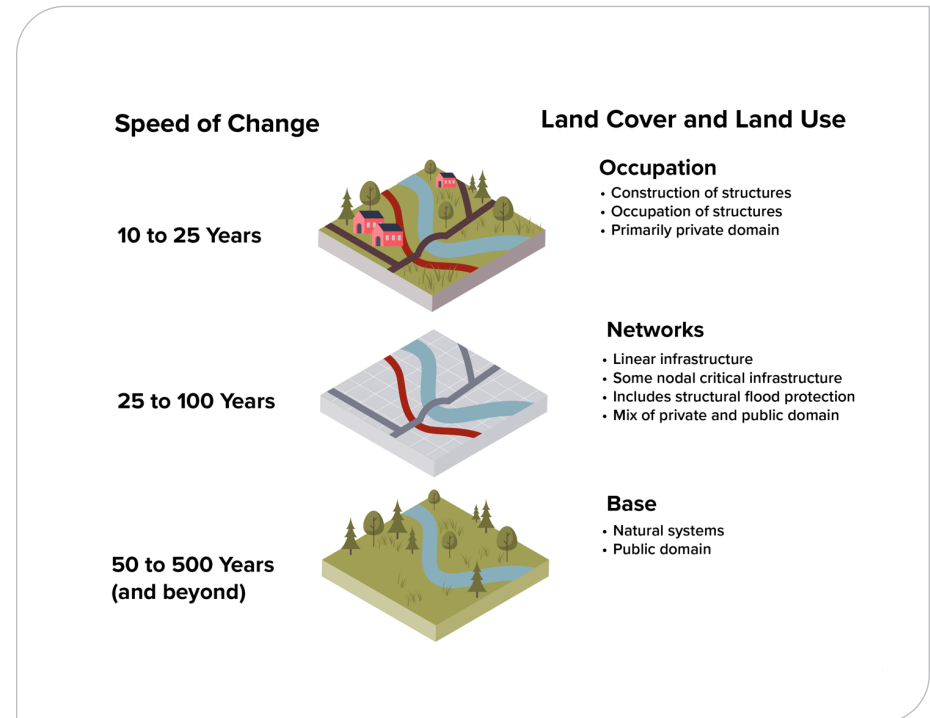 Speed of Change
Land Cover and Land Use
10 to 25 Years
Occupation
• Construction of structures
• Occupation of structures
• Primarily private domain
25 to 100 Years
Networks
• Linear infrastructure
• Some nodal critical infrastructure
• Includes structural flood protection
• Mix of private and public domain
50 to 500 Years
(and beyond)
Base
• Natural systems
• Public domain